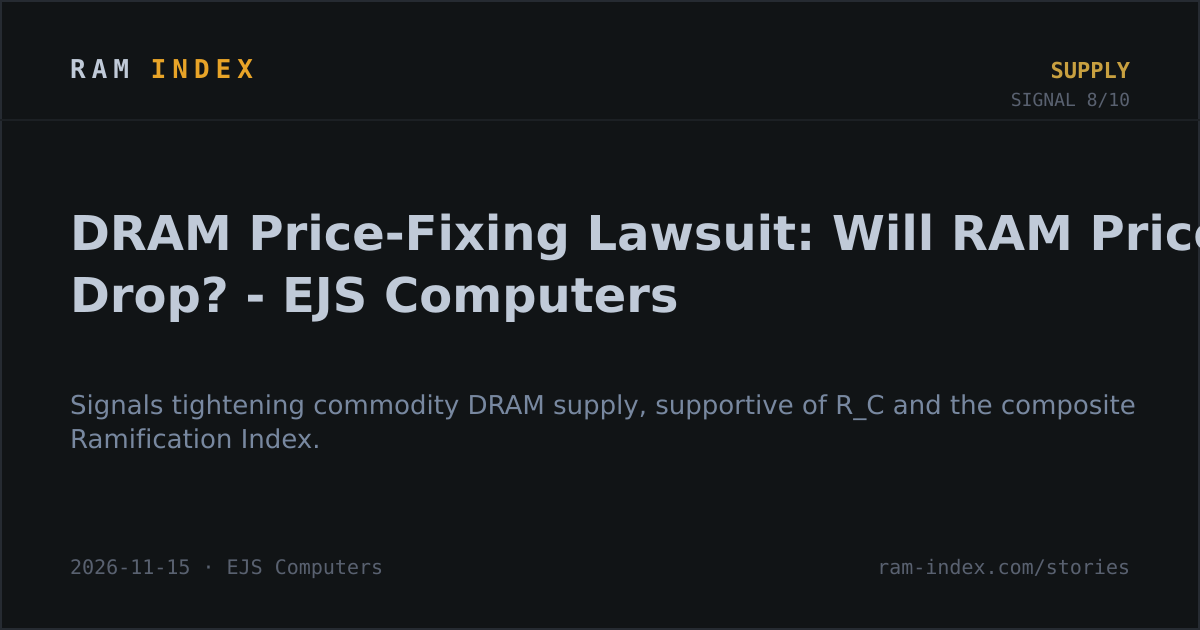 RAM INDEX
SUPPLY
SIGNAL 8/10
DRAM Price-Fixing Lawsuit: Will RAM Pric
Drop? - EJS Computers
Signals tightening commodity DRAM supply, supportive of R_C and the composite
Ramification Index.
2026-11-15 · EJS Computers
ram-index.com/stories